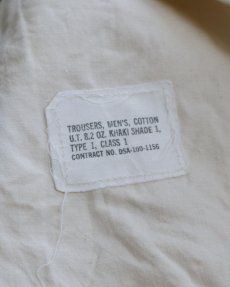 TROUSERS, MEN'S, COTTON
U.T. 8.2 OZ. KHAKI SHADE 1,
TYPE I, CLASS 1
CONTRACT NO. DSA-100-1156